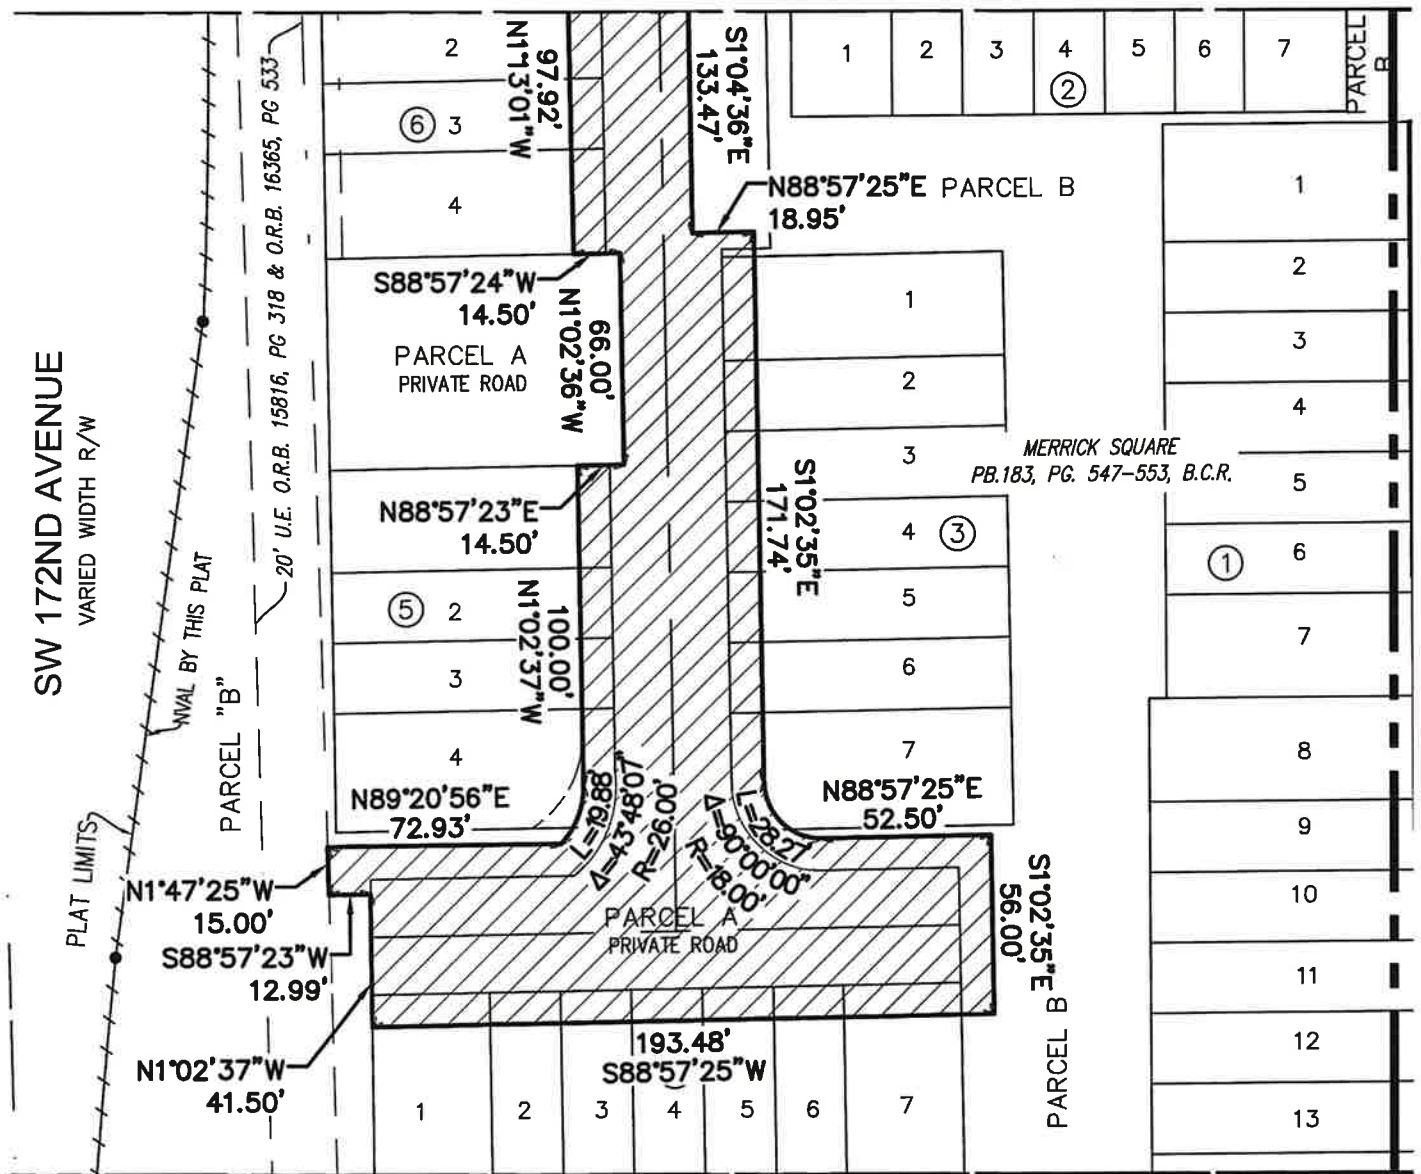 SW 172ND AVENUE
VARIED WIDTH R/W
PLAT LIMITS
NVAL BY THIS PLAT
PARCEL "B"
20' U.E. O.R.B. 15816, PG 318 & O.R.B. 16365, PG 533
2
⑥ 3
4
97.92'
N1°13'01"W
S1°04'36"E
133.47'
1 2 3 4 5 6 7
②
PARCEL
B
N88°57'25"E PARCEL B
18.95'
S88°57'24"W
14.50'
PARCEL A
PRIVATE ROAD
66.00'
N1°02'36"W
N88°57'23"E
14.50'
⑤ 2
3
4
100.00'
N1°02'37"W
1
2
3
4 ③
5
6
7
S1°02'35"E
171.74'
MERRICK SQUARE
PB.183, PG. 547-553, B.C.R.
1
2
3
4
5
① 6
7
8
9
10
11
12
13
N89°20'56"E
72.93'
L=19.88'
Δ=43°48'07"
R=26.00'
L=28.27'
Δ=90°00'00"
R=18.00'
N88°57'25"E
52.50'
N1°47'25"W
15.00'
S88°57'23"W
12.99'
N1°02'37"W
41.50'
PARCEL A
PRIVATE ROAD
S1°02'35"E
56.00'
PARCEL B
193.48'
S88°57'25"W
1 2 3 4 5 6 7